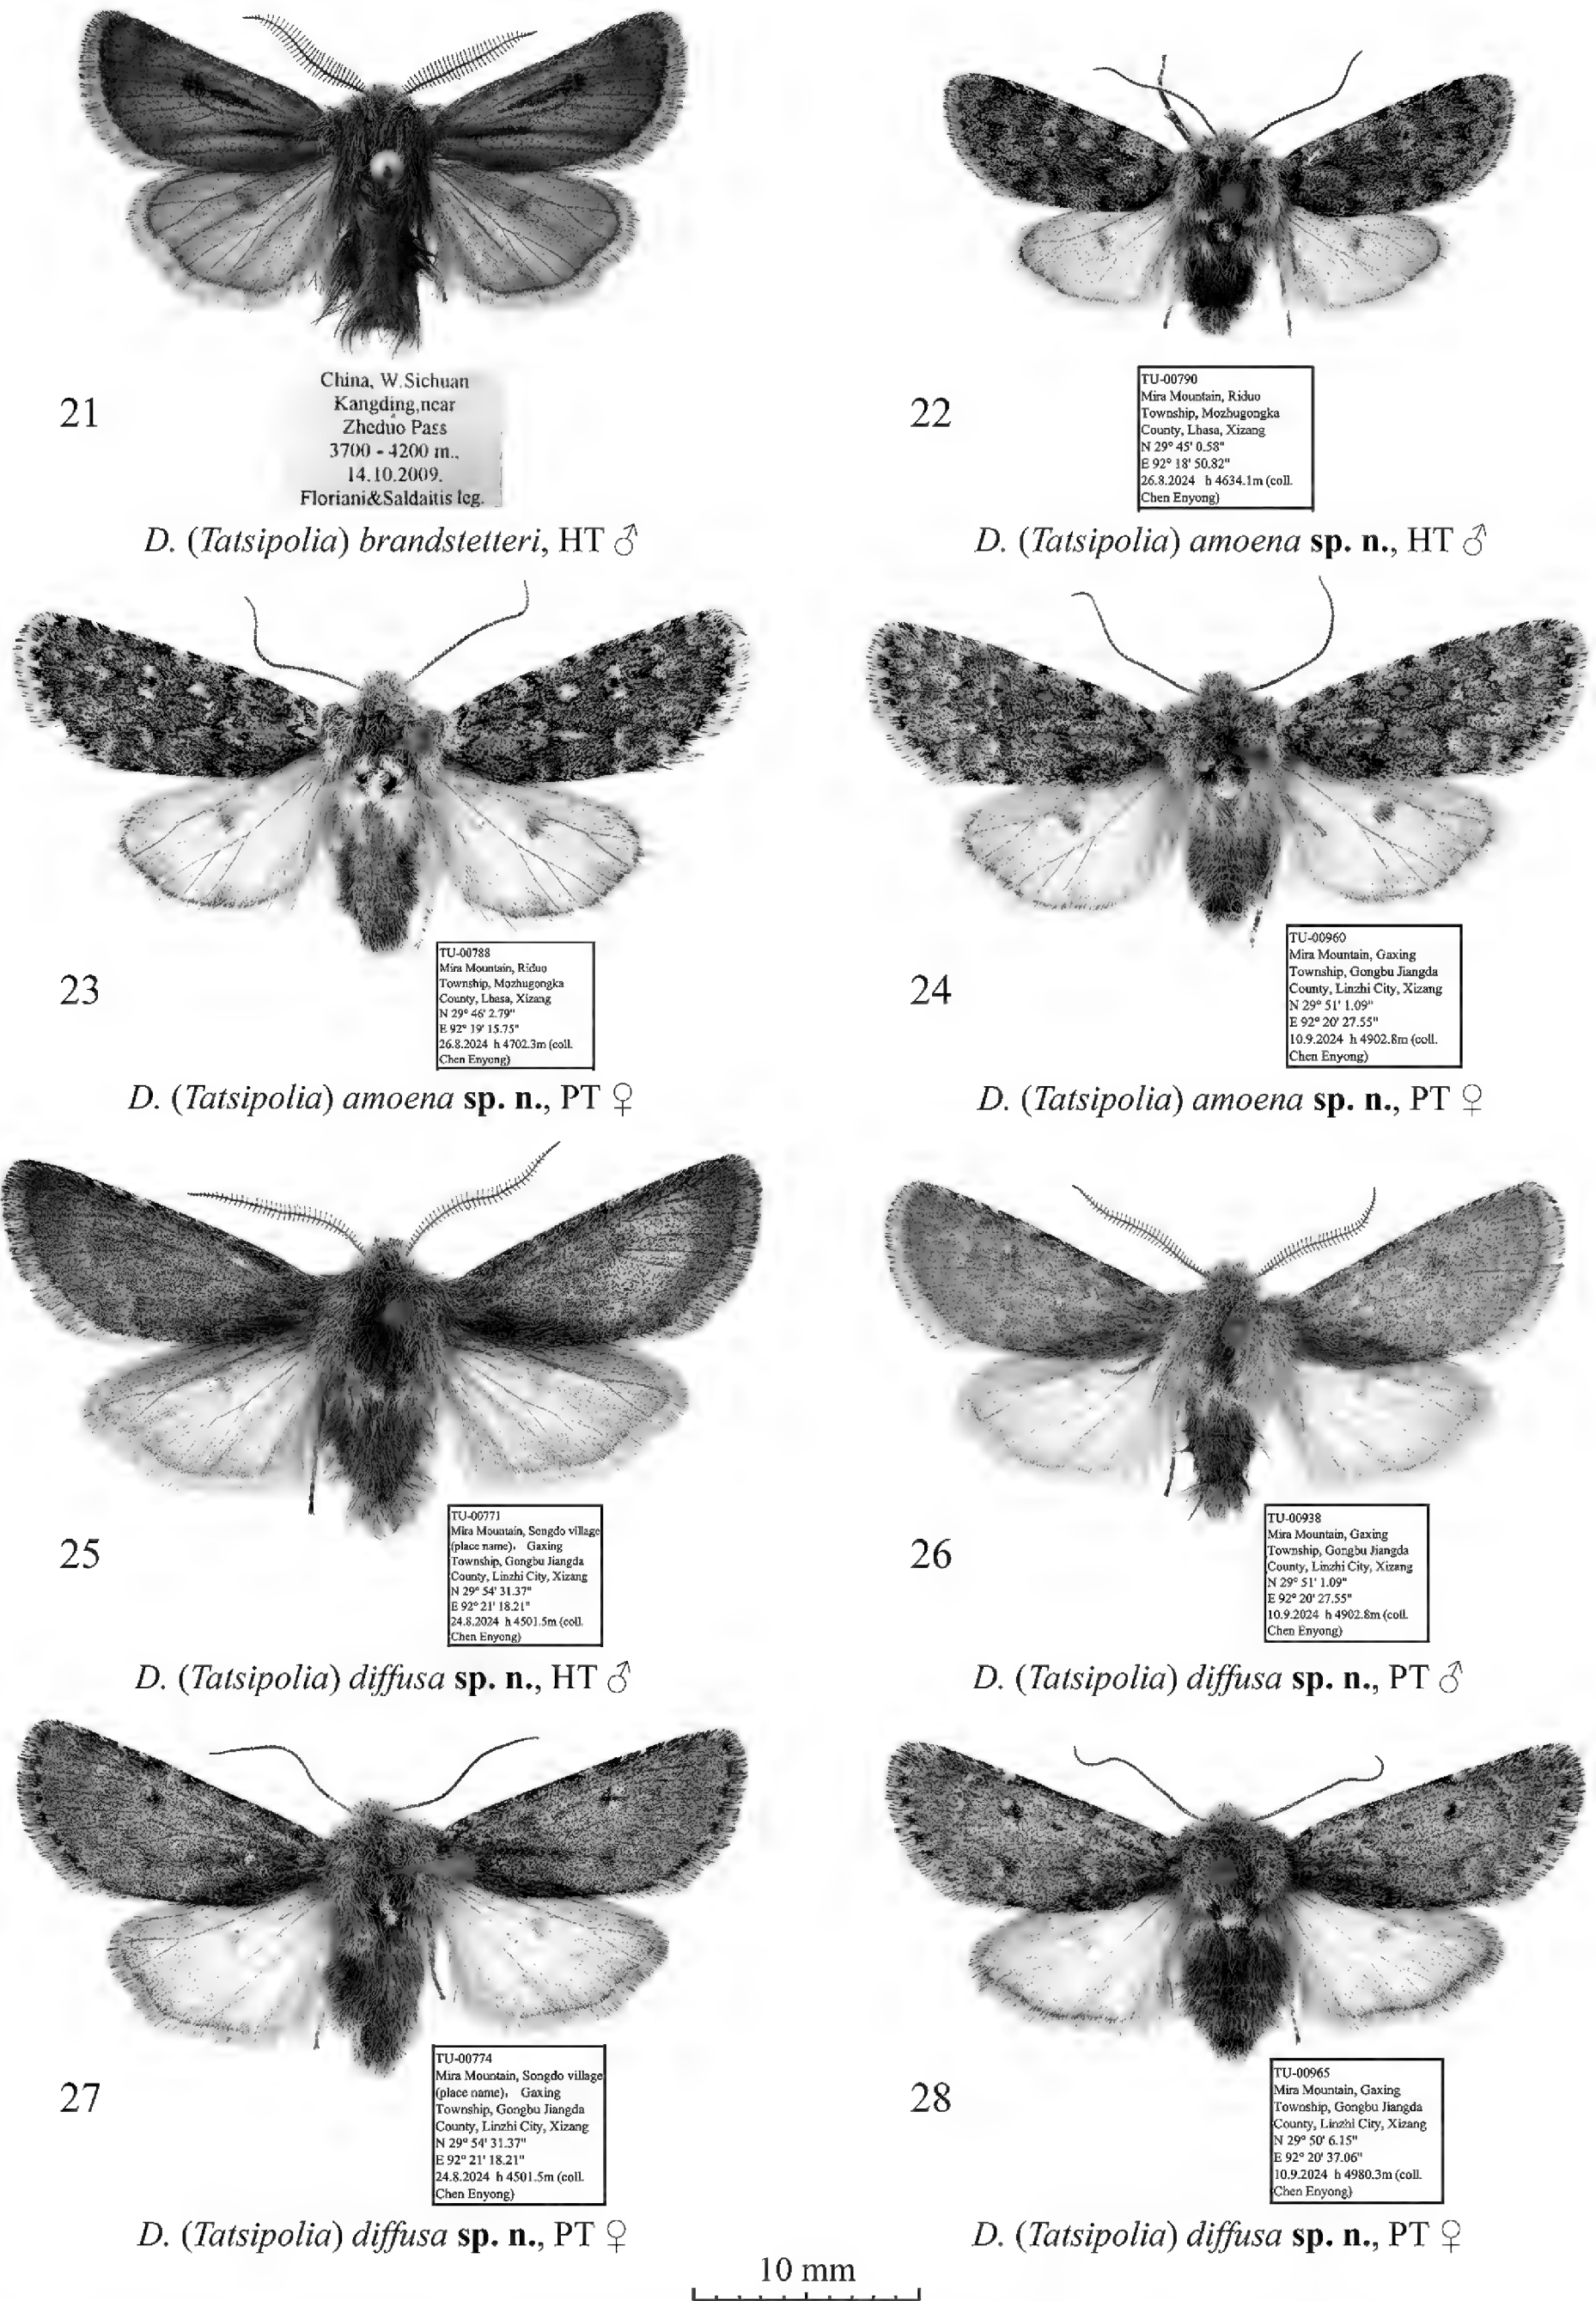 China, W.Sichuan
Kangding,near
Zheduo Pass
3700 - 4200 m.,
14.10.2009.
Floriani&Saldaitis leg.
21
D. (Tatsipolia) brandstetteri, HT ♂
TU-00790
Mira Mountain, Riduo
Township, Mozhugongka
County, Lhasa, Xizang
N 29° 45' 0.58"
E 92° 18' 50.82"
26.8.2024 h 4634.1m (coll.
Chen Enyong)
22
D. (Tatsipolia) amoena sp. n., HT ♂
TU-00788
Mira Mountain, Riduo
Township, Mozhugongka
County, Lhasa, Xizang
N 29° 46' 2.79"
E 92° 19' 15.75"
26.8.2024 h 4702.3m (coll.
Chen Enyong)
23
D. (Tatsipolia) amoena sp. n., PT ♀
TU-00960
Mira Mountain, Gaxing
Township, Gongbu Jiangda
County, Linzhi City, Xizang
N 29° 51' 1.09"
E 92° 20' 27.55"
10.9.2024 h 4902.8m (coll.
Chen Enyong)
24
D. (Tatsipolia) amoena sp. n., PT ♀
TU-00771
Mira Mountain, Songdo village
(place name), Gaxing
Township, Gongbu Jiangda
County, Linzhi City, Xizang
N 29° 54' 31.37"
E 92° 21' 18.21"
24.8.2024 h 4501.5m (coll.
Chen Enyong)
25
D. (Tatsipolia) diffusa sp. n., HT ♂
TU-00938
Mira Mountain, Gaxing
Township, Gongbu Jiangda
County, Linzhi City, Xizang
N 29° 51' 1.09"
E 92° 20' 27.55"
10.9.2024 h 4902.8m (coll.
Chen Enyong)
26
D. (Tatsipolia) diffusa sp. n., PT ♂
TU-00774
Mira Mountain, Songdo village
(place name), Gaxing
Township, Gongbu Jiangda
County, Linzhi City, Xizang
N 29° 54' 31.37"
E 92° 21' 18.21"
24.8.2024 h 4501.5m (coll.
Chen Enyong)
27
D. (Tatsipolia) diffusa sp. n., PT ♀
TU-00965
Mira Mountain, Gaxing
Township, Gongbu Jiangda
County, Linzhi City, Xizang
N 29° 50' 6.15"
E 92° 20' 37.06"
10.9.2024 h 4980.3m (coll.
Chen Enyong)
28
D. (Tatsipolia) diffusa sp. n., PT ♀
10 mm